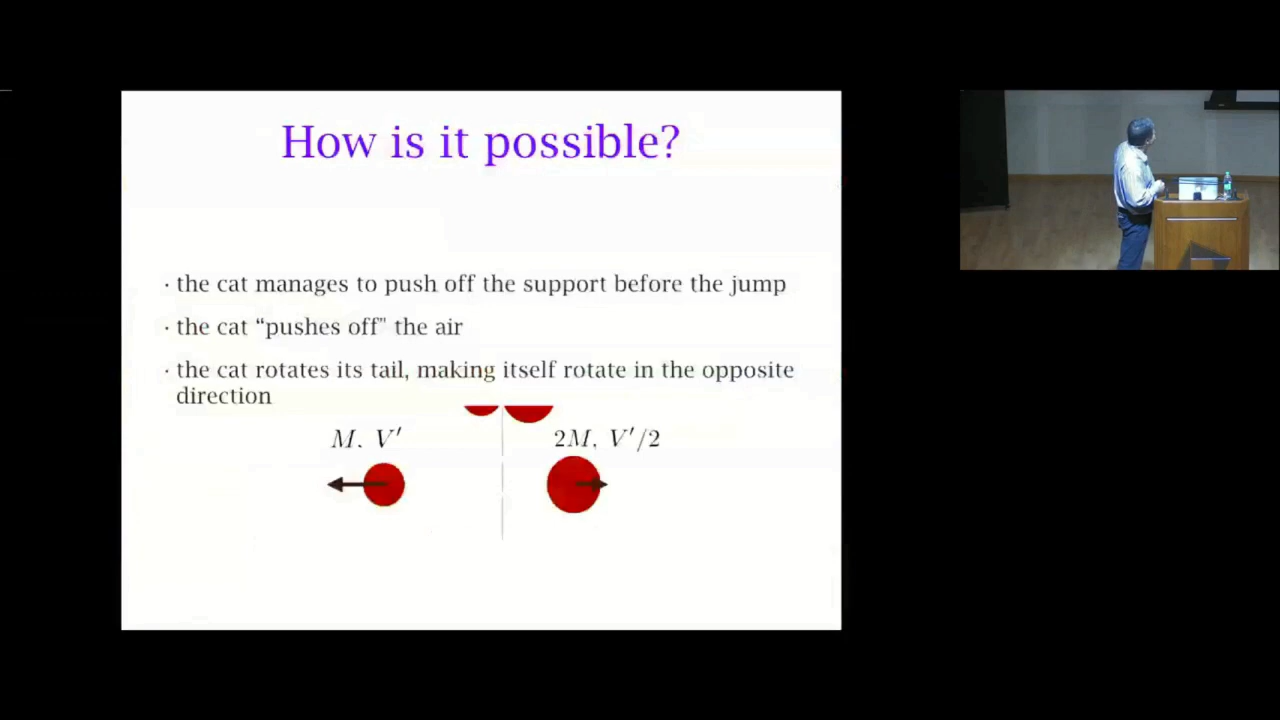 How is it possible?
· the cat manages to push off the support before the jump
· the cat “pushes off” the air
· the cat rotates its tail, making itself rotate in the opposite
direction
M, V′
2M, V′/2